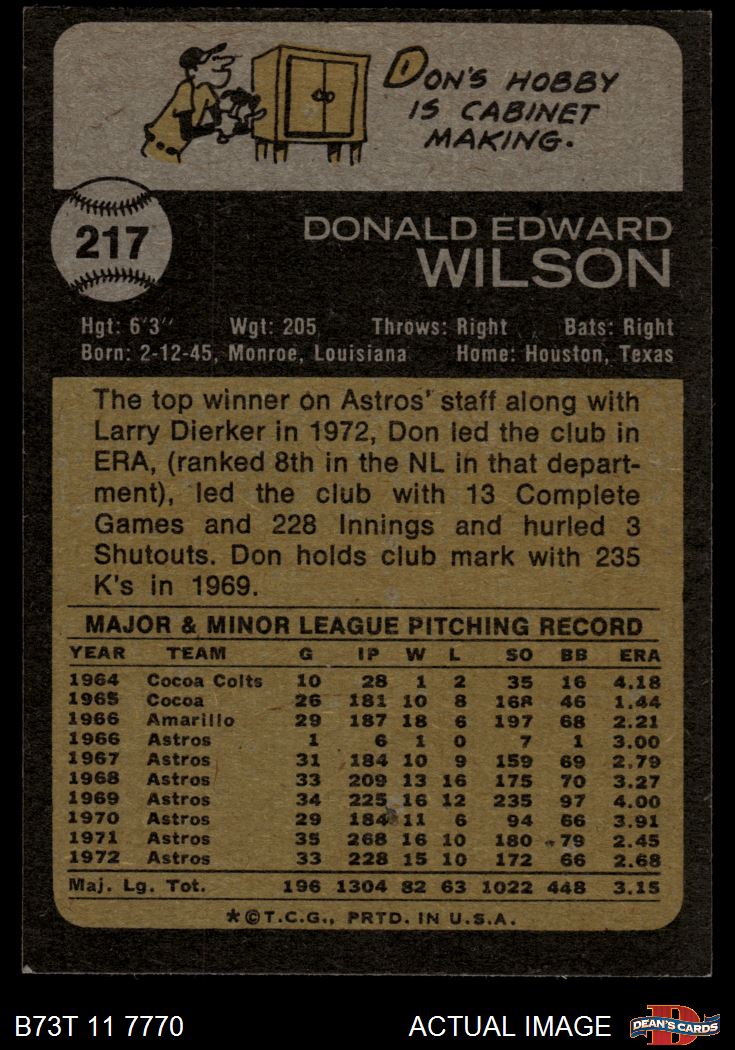 DON'S HOBBY
IS CABINET
MAKING.
217
DONALD EDWARD
WILSON
Hgt: 6'3" Wgt: 205 Throws: Right Bats: Right
Born: 2-12-45, Monroe, Louisiana Home: Houston, Texas
The top winner on Astros' staff along with
Larry Dierker in 1972, Don led the club in
ERA, (ranked 8th in the NL in that depart-
ment), led the club with 13 Complete
Games and 228 Innings and hurled 3
Shutouts. Don holds club mark with 235
K's in 1969.
MAJOR & MINOR LEAGUE PITCHING RECORD
YEAR TEAM G IP W L SO BB ERA
1964 Cocoa Colts 10 28 1 2 35 16 4.18
1965 Cocoa 26 181 10 8 168 46 1.44
1966 Amarillo 29 187 18 6 197 68 2.21
1966 Astros 1 6 1 0 7 1 3.00
1967 Astros 31 184 10 9 159 69 2.79
1968 Astros 33 209 13 16 175 70 3.27
1969 Astros 34 225 16 12 235 97 4.00
1970 Astros 29 184 11 6 94 66 3.91
1971 Astros 35 268 16 10 180 79 2.45
1972 Astros 33 228 15 10 172 66 2.68
Maj. Lg. Tot. 196 1304 82 63 1022 448 3.15
*©T.C.G., PRTD. IN U.S.A.
B73T 11 7770 ACTUAL IMAGE
DEAN'S CARDS